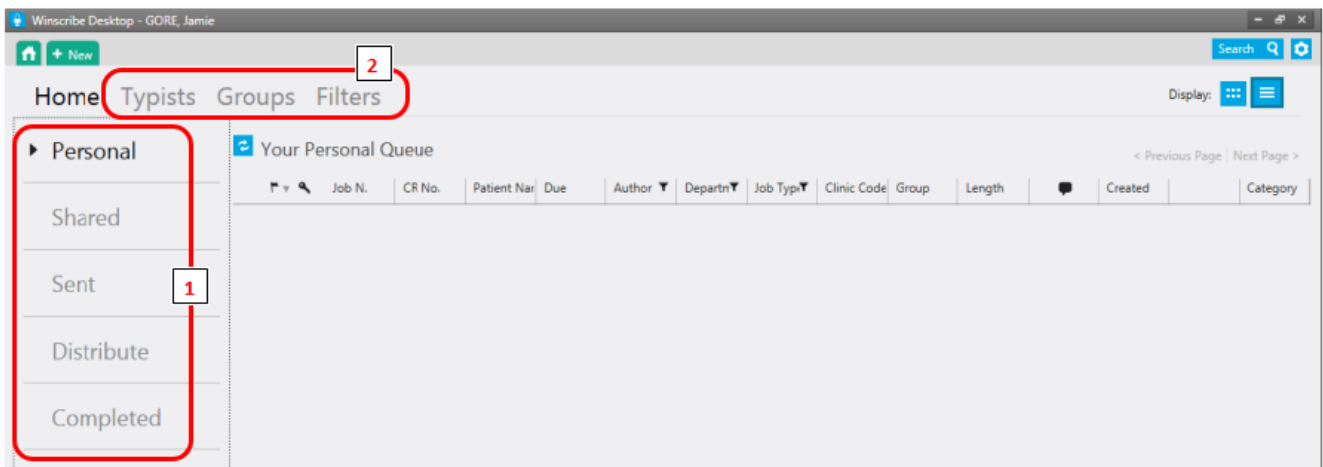 Winscribe Desktop - GORE, Jamie
+ New
Search
2
Home Typists Groups Filters
Display:
Personal
Your Personal Queue
< Previous Page | Next Page >
Job N. CR No. Patient Nar Due Author Departn Job Typ Clinic Code Group Length Created Category
Shared
Sent
1
Distribute
Completed